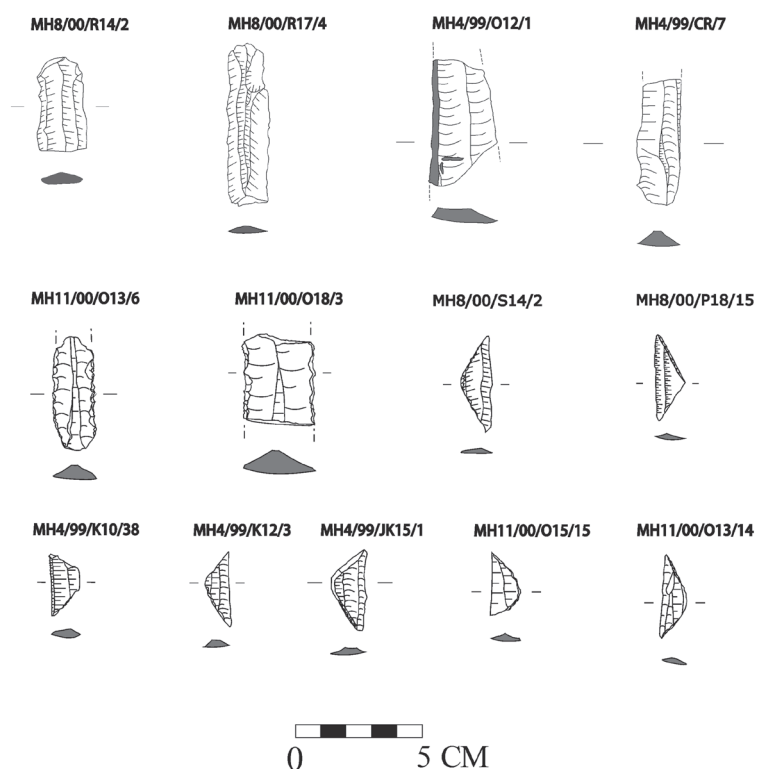 MH8/00/R14/2
MH8/00/R17/4
MH4/99/O12/1
MH4/99/CR/7
MH11/00/O13/6
MH11/00/O18/3
MH8/00/S14/2
MH8/00/P18/15
MH4/99/K10/38
MH4/99/K12/3
MH4/99/JK15/1
MH11/00/O15/15
MH11/00/O13/14
0 5 CM